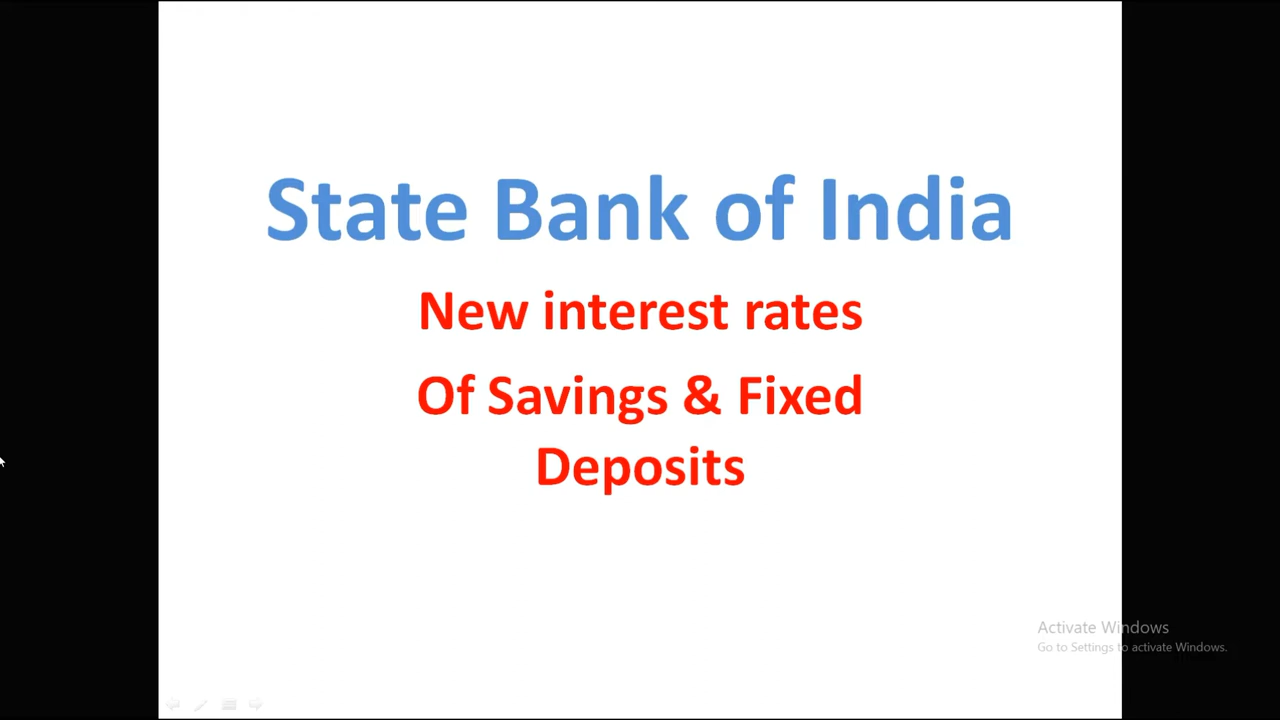 State Bank of India
New interest rates
Of Savings & Fixed
Deposits
Activate Windows
Go to Settings to activate Windows.